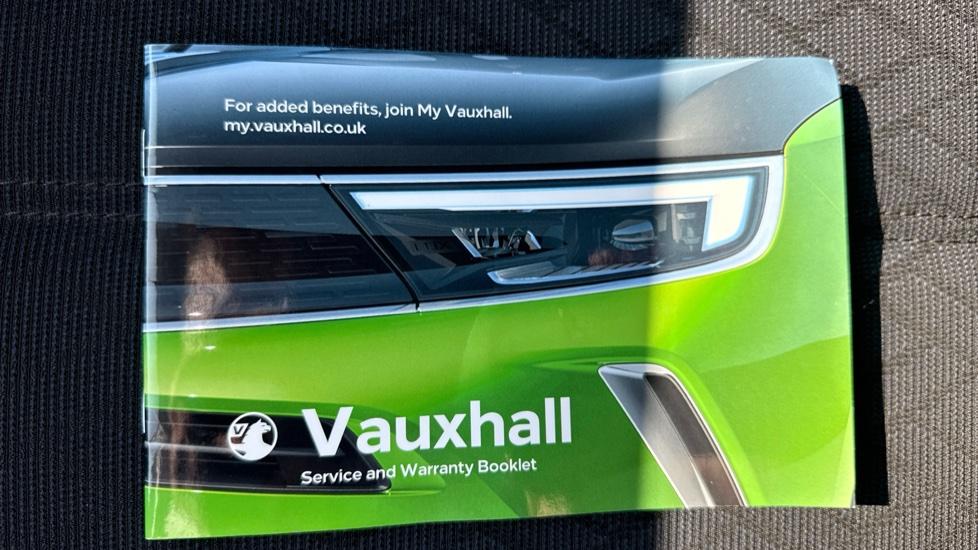 For added benefits, join My Vauxhall.
my.vauxhall.co.uk
Vauxhall
Service and Warranty Booklet